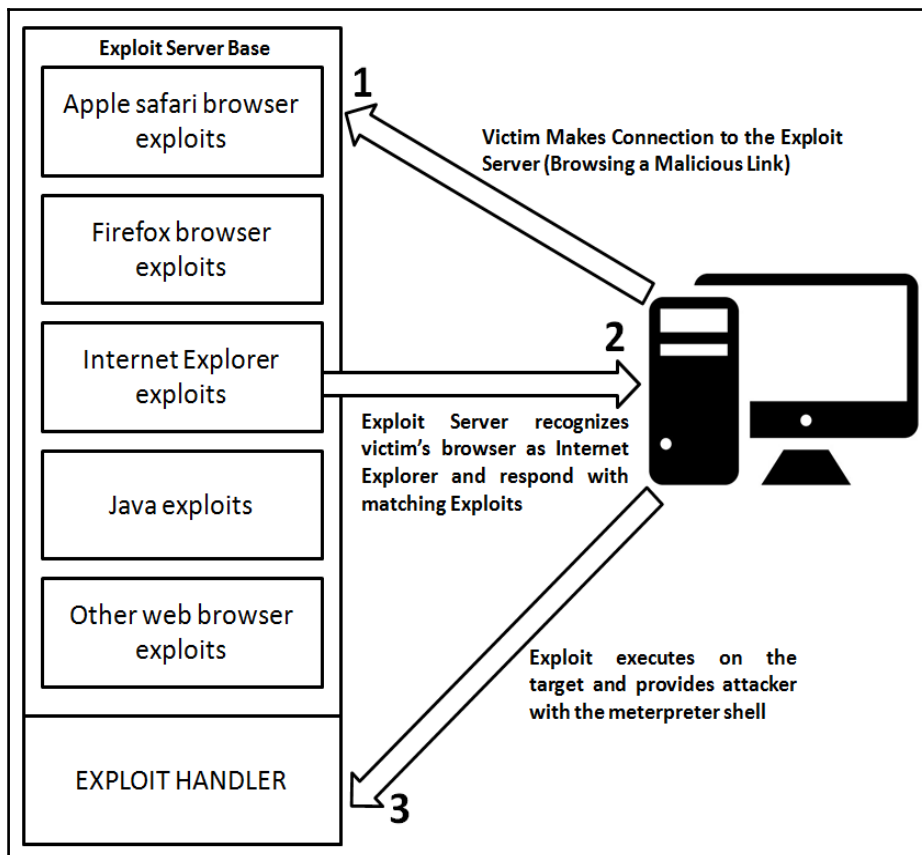 Exploit Server Base
Apple safari browser
exploits
Firefox browser
exploits
Internet Explorer
exploits
Java exploits
Other web browser
exploits
EXPLOIT HANDLER
1
Victim Makes Connection to the Exploit
Server (Browsing a Malicious Link)
2
Exploit Server recognizes
victim's browser as Internet
Explorer and respond with
matching Exploits
Exploit executes on the
target and provides attacker
with the meterpreter shell
3